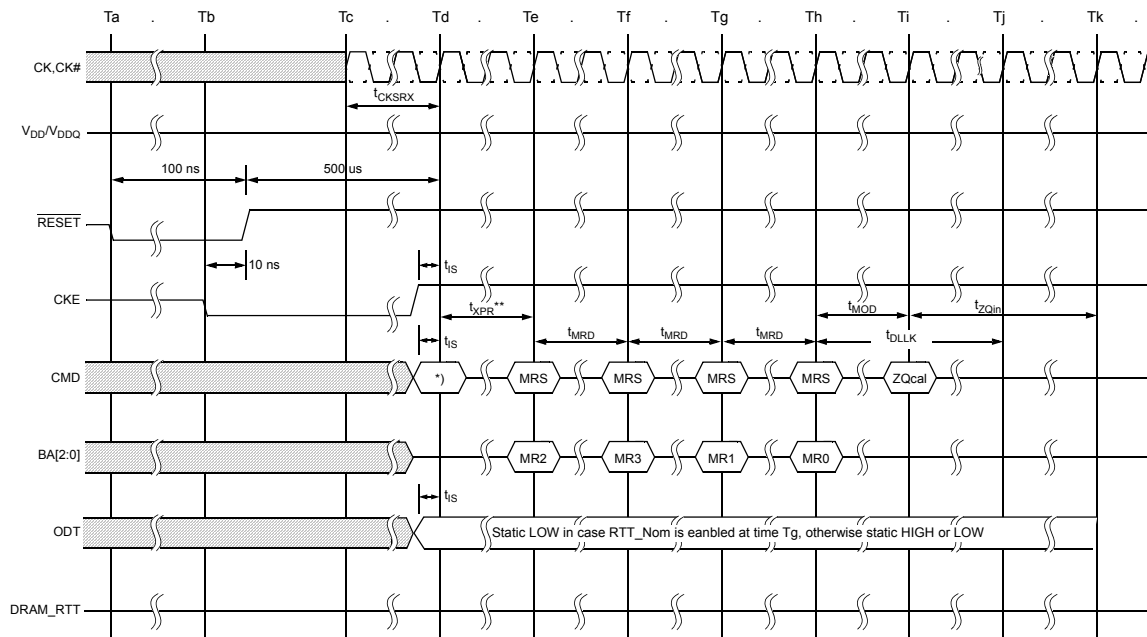 Ta . Tb . Tc . Td . Te . Tf . Tg . Th . Ti . Tj . Tk .
CK,CK#
tCKSRX
VDD/VDDQ
100 ns 500 us
RESET
10 ns tIS
CKE
tXPR** tMOD tZQin
tMRD tMRD tMRD tDLLK
tIS
CMD *) MRS MRS MRS MRS ZQcal
BA[2:0] MR2 MR3 MR1 MR0
tIS
ODT Static LOW in case RTT_Nom is eanbled at time Tg, otherwise static HIGH or LOW
DRAM_RTT